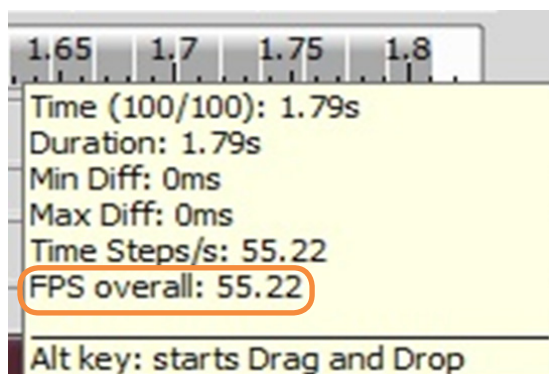 1.65 1.7 1.75 1.8
Time (100/100): 1.79s
Duration: 1.79s
Min Diff: 0ms
Max Diff: 0ms
Time Steps/s: 55.22
FPS overall: 55.22
Alt key: starts Drag and Drop